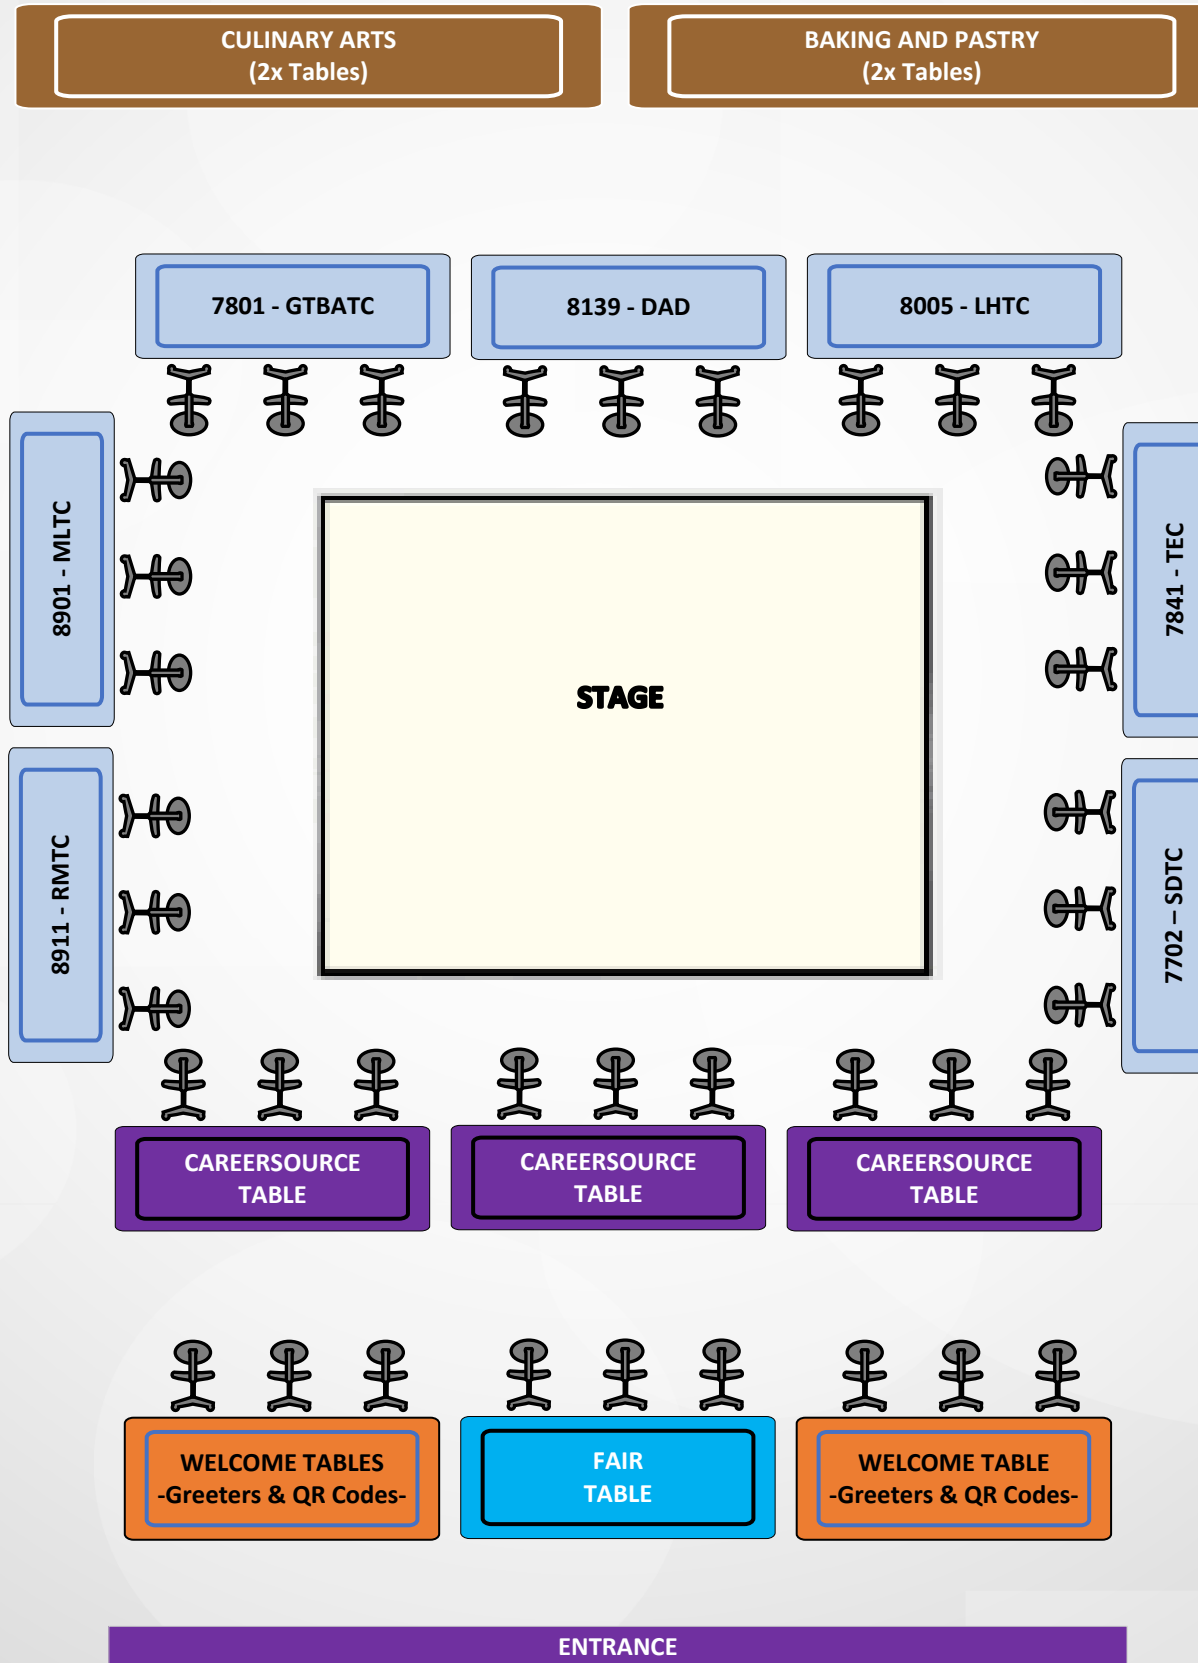 CULINARY ARTS
(2x Tables)
BAKING AND PASTRY
(2x Tables)
7801 - GTBATC
8139 - DAD
8005 - LHTC
8901 - MLTC
7841 - TEC
STAGE
8911 - RMTC
7702 – SDTC
CAREERSOURCE
TABLE
CAREERSOURCE
TABLE
CAREERSOURCE
TABLE
WELCOME TABLES
-Greeters & QR Codes-
FAIR
TABLE
WELCOME TABLE
-Greeters & QR Codes-
ENTRANCE